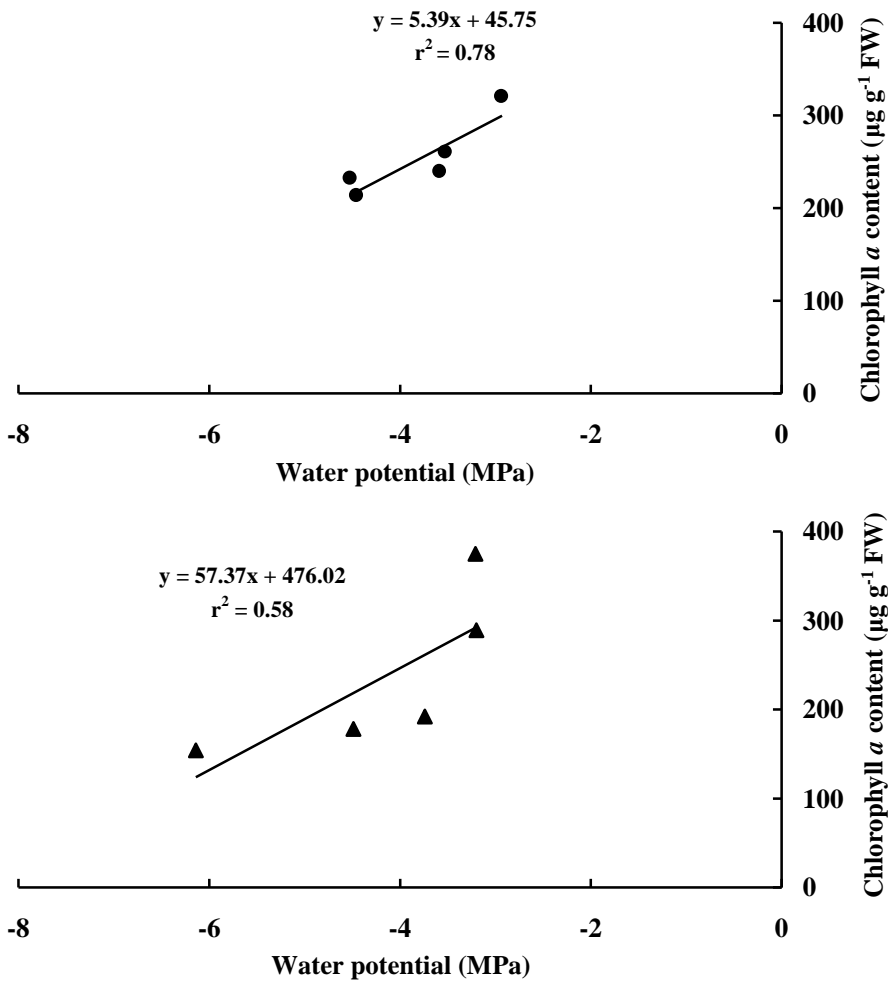 y = 5.39x + 45.75
r² = 0.78
400
300
200
100
0
Chlorophyll a content (µg g⁻¹ FW)
-8
-6
-4
-2
0
Water potential (MPa)
y = 57.37x + 476.02
r² = 0.58
400
300
200
100
0
Chlorophyll a content (µg g⁻¹ FW)
-8
-6
-4
-2
0
Water potential (MPa)